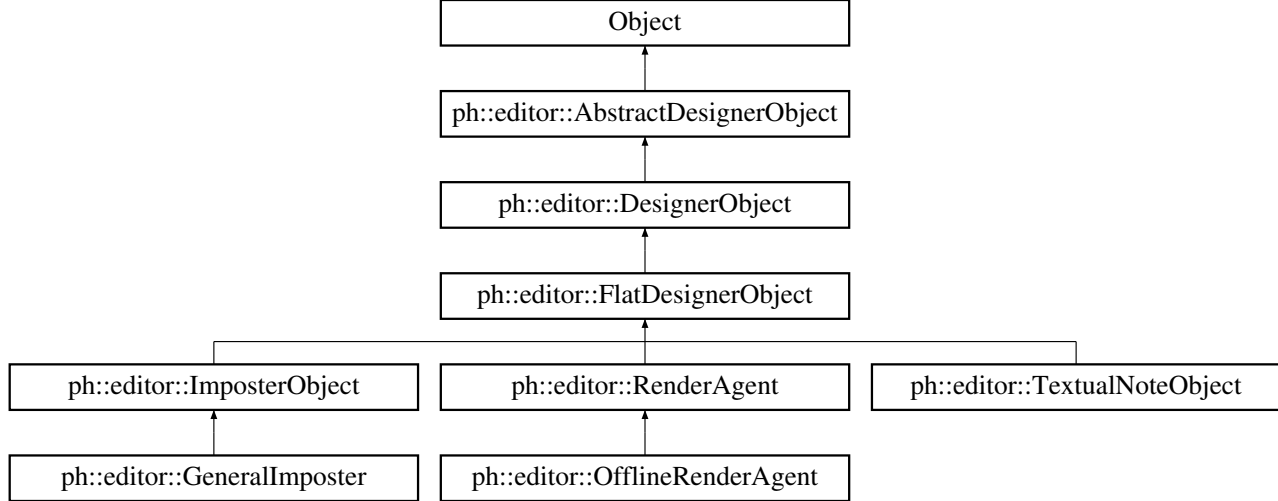 Object
ph::editor::AbstractDesignerObject
ph::editor::DesignerObject
ph::editor::FlatDesignerObject
ph::editor::ImposterObject
ph::editor::RenderAgent
ph::editor::TextualNoteObject
ph::editor::GeneralImposter
ph::editor::OfflineRenderAgent